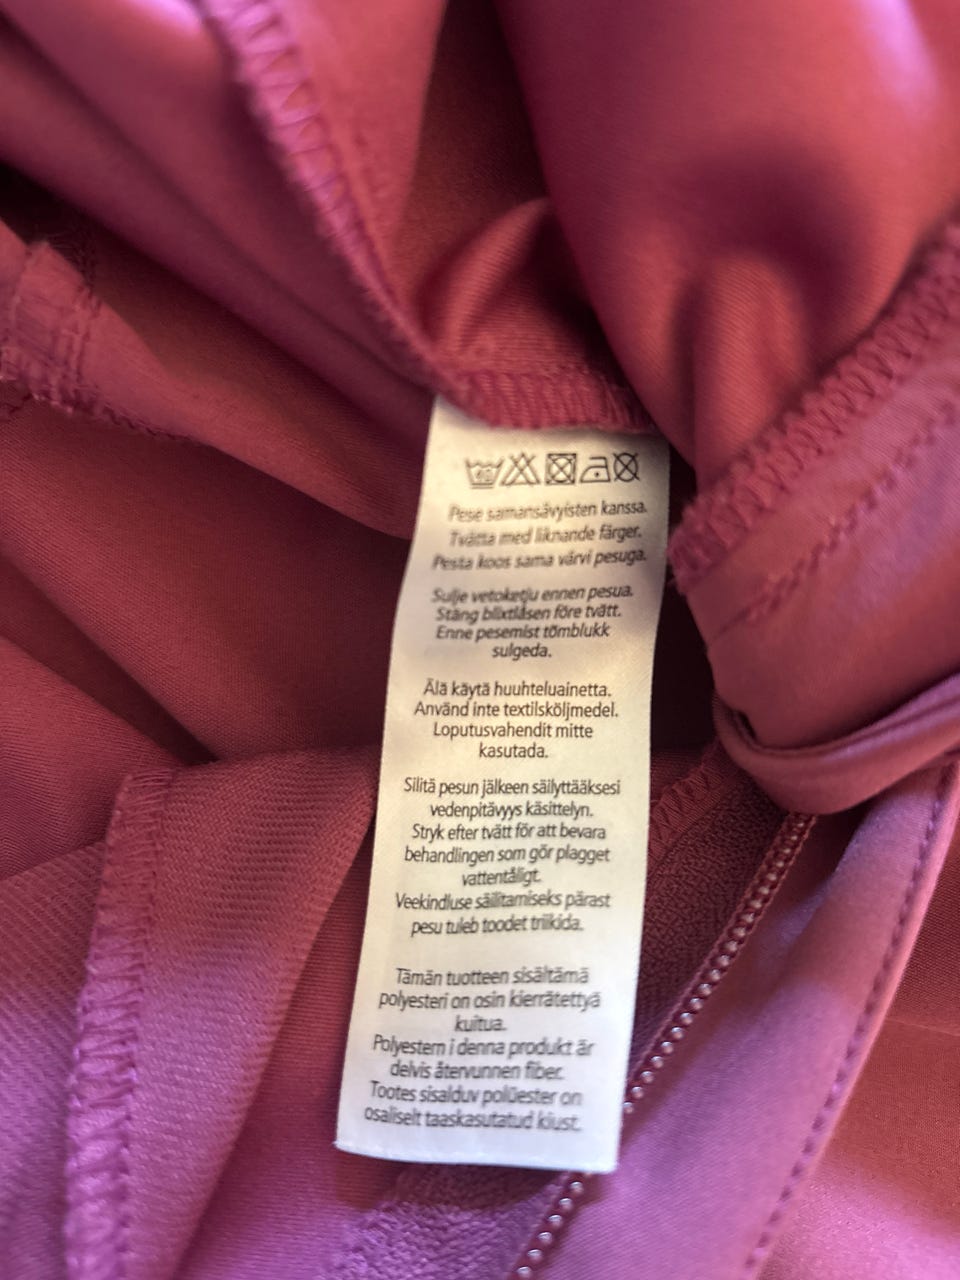 Pese samansävyisten kanssa.
Tvätta med liknande färger.
Pesta koos sama värvi pesuga.
Sulje vetoketju ennen pesua.
Stäng blixtlåsen före tvätt.
Enne pesemist tõmblukk
sulgeda.
Älä käytä huuhteluainetta.
Använd inte textilsköljmedel.
Loputusvahendit mitte
kasutada.
Silitä pesun jälkeen säilyttääksesi
vedenpitävyys käsittelyn.
Stryk efter tvätt för att bevara
behandlingen som gör plagget
vattentåligt.
Veekindluse säilitamiseks pärast
pesu tuleb toodet triikida.
Tämän tuotteen sisältämä
polyesteri on osin kierrätettyä
kuitua.
Polyestern i denna produkt är
delvis återvunnen fiber.
Tootes sisalduv polüester on
osaliselt taaskasutatud kiust.